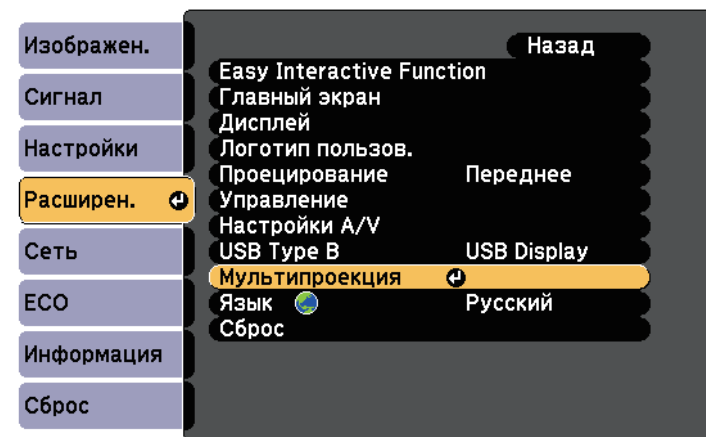 Изображен.
Сигнал
Настройки
Расширен.
Сеть
ECO
Информация
Сброс
Назад
Easy Interactive Function
Главный экран
Дисплей
Логотип пользов.
Проецирование Переднее
Управление
Настройки A/V
USB Type B USB Display
Мультипроекция
Язык Русский
Сброс